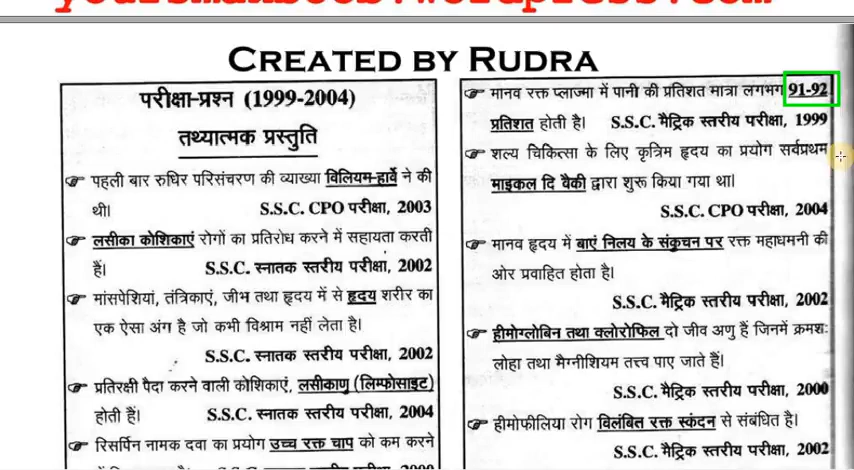 CREATED BY RUDRA
परीक्षा-प्रश्न (1999-2004)
तथ्यात्मक प्रस्तुति
☞ पहली बार रुधिर परिसंचरण की व्याख्या विलियम-हार्वे ने की
थी। S.S.C. CPO परीक्षा, 2003
☞ लसीका कोशिकाएं रोगों का प्रतिरोध करने में सहायता करती
हैं। S.S.C. स्नातक स्तरीय परीक्षा, 2002
☞ मांसपेशियां, तंत्रिकाएं, जीभ तथा हृदय में से हृदय शरीर का
एक ऐसा अंग है जो कभी विश्राम नहीं लेता है।
S.S.C. स्नातक स्तरीय परीक्षा, 2002
☞ प्रतिरक्षी पैदा करने वाली कोशिकाएं, लसीकाणु (लिम्फोसाइट)
होती हैं। S.S.C. स्नातक स्तरीय परीक्षा, 2004
☞ रिसर्पिन नामक दवा का प्रयोग उच्च रक्त चाप को कम करने
☞ मानव रक्त प्लाज्मा में पानी की प्रतिशत मात्रा लगभग 91-92
प्रतिशत होती है। S.S.C. मैट्रिक स्तरीय परीक्षा, 1999
☞ शल्य चिकित्सा के लिए कृत्रिम हृदय का प्रयोग सर्वप्रथम
माइकल दि वैकी द्वारा शुरू किया गया था।
S.S.C. CPO परीक्षा, 2004
☞ मानव हृदय में बाएं निलय के संकुचन पर रक्त महाधमनी की
ओर प्रवाहित होता है।
S.S.C. मैट्रिक स्तरीय परीक्षा, 2002
☞ हीमोग्लोबिन तथा क्लोरोफिल दो जीव अणु हैं जिनमें क्रमशः
लोहा तथा मैग्नीशियम तत्त्व पाए जाते हैं।
S.S.C. मैट्रिक स्तरीय परीक्षा, 2000
☞ हीमोफीलिया रोग विलंबित रक्त स्कंदन से संबंधित है।
S.S.C. मैट्रिक स्तरीय परीक्षा, 2002